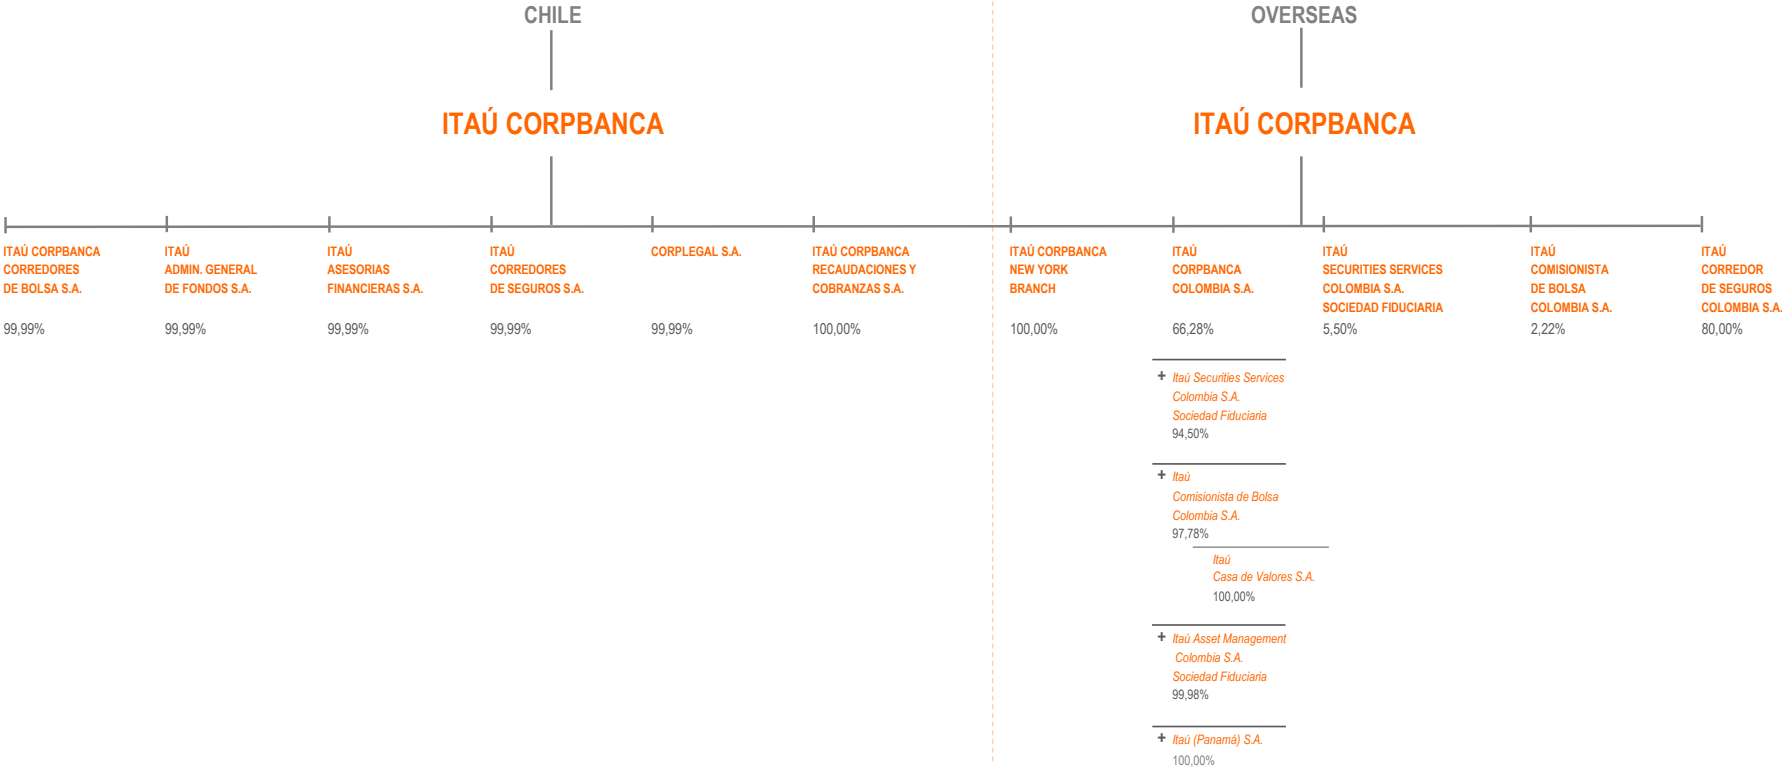 CHILE
ITAÚ CORPBANCA
ITAÚ CORPBANCA
CORREDORES
DE BOLSA S.A.
99,99%
ITAÚ
ADMIN. GENERAL
DE FONDOS S.A.
99,99%
ITAÚ
ASESORIAS
FINANCIERAS S.A.
99,99%
ITAÚ
CORREDORES
DE SEGUROS S.A.
99,99%
CORPLEGAL S.A.
99,99%
ITAÚ CORPBANCA
RECAUDACIONES Y
COBRANZAS S.A.
100,00%
OVERSEAS
ITAÚ CORPBANCA
ITAÚ CORPBANCA
NEW YORK
BRANCH
100,00%
ITAÚ
CORPBANCA
COLOMBIA S.A.
66,28%
+ Itaú Securities Services
Colombia S.A.
Sociedad Fiduciaria
94,50%
+ Itaú
Comisionista de Bolsa
Colombia S.A.
97,78%
Itaú
Casa de Valores S.A.
100,00%
+ Itaú Asset Management
Colombia S.A.
Sociedad Fiduciaria
99,98%
+ Itaú (Panamá) S.A.
100,00%
ITAÚ
SECURITIES SERVICES
COLOMBIA S.A.
SOCIEDAD FIDUCIARIA
5,50%
ITAÚ
COMISIONISTA
DE BOLSA
COLOMBIA S.A.
2,22%
ITAÚ
CORREDOR
DE SEGUROS
COLOMBIA S.A.
80,00%